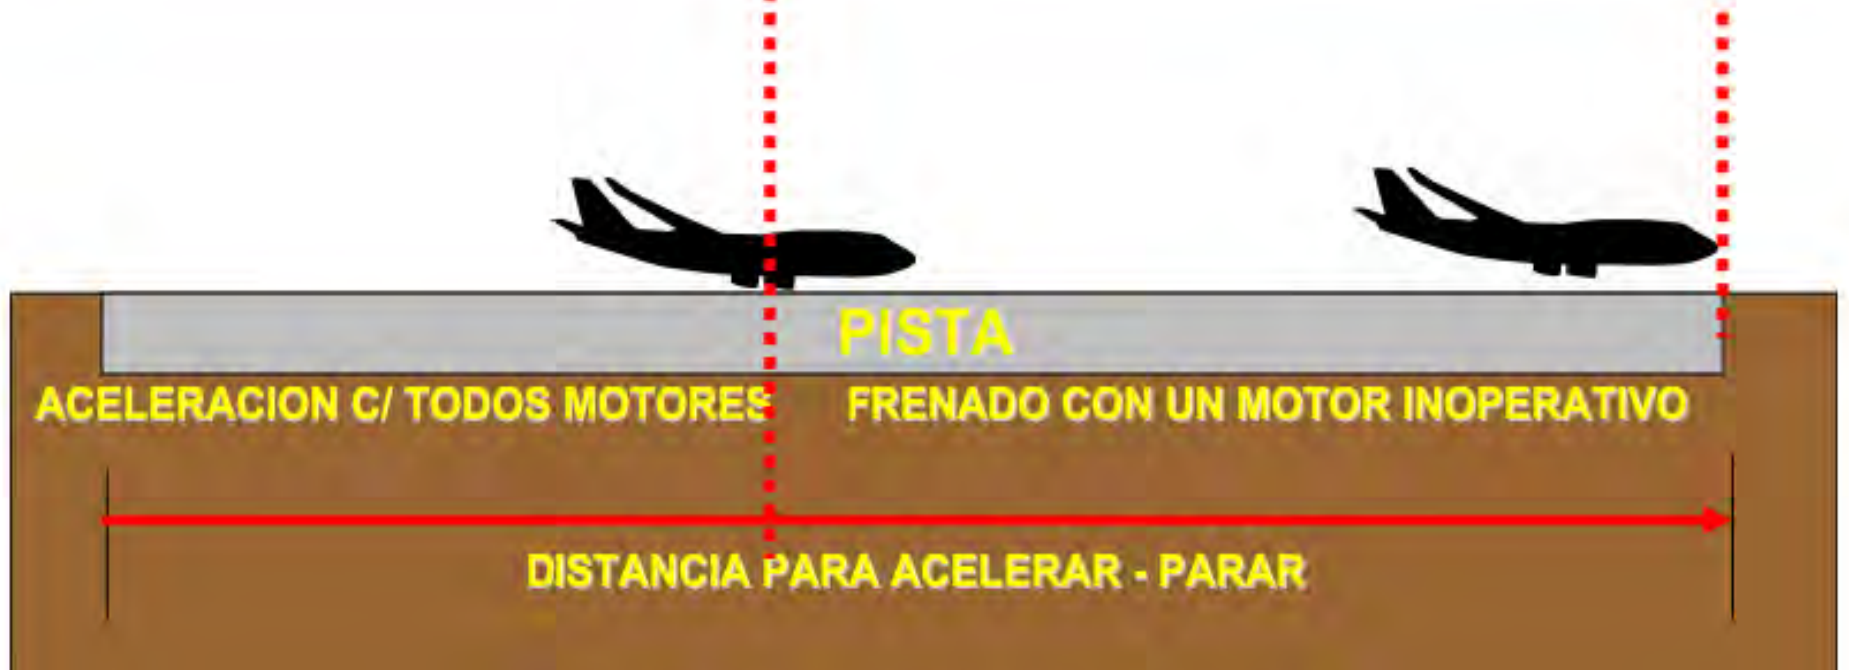 PISTA
ACELERACION C/ TODOS MOTORES FRENADO CON UN MOTOR INOPERATIVO
DISTANCIA PARA ACELERAR - PARAR